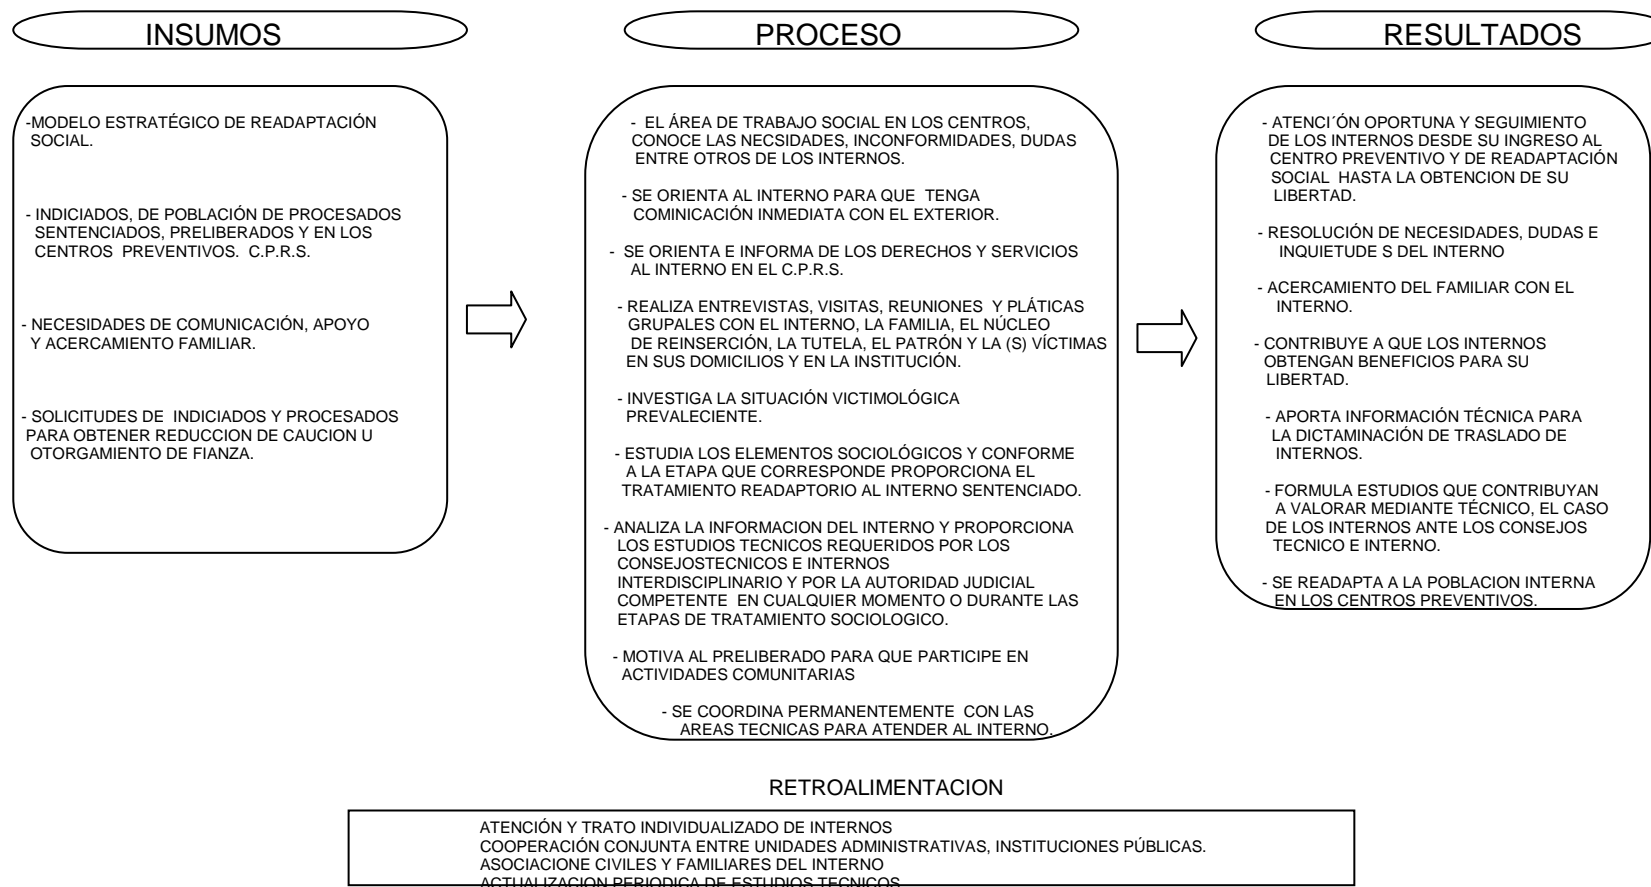 INSUMOS
-MODELO ESTRATÉGICO DE READAPTACIÓN
SOCIAL.
- INDICIADOS, DE POBLACIÓN DE PROCESADOS
SENTENCIADOS, PRELIBERADOS Y EN LOS
CENTROS PREVENTIVOS. C.P.R.S.
- NECESIDADES DE COMUNICACIÓN, APOYO
Y ACERCAMIENTO FAMILIAR.
- SOLICITUDES DE INDICIADOS Y PROCESADOS
PARA OBTENER REDUCCION DE CAUCION U
OTORGAMIENTO DE FIANZA.
PROCESO
- EL ÁREA DE TRABAJO SOCIAL EN LOS CENTROS,
CONOCE LAS NECSIDADES, INCONFORMIDADES, DUDAS
ENTRE OTROS DE LOS INTERNOS.
- SE ORIENTA AL INTERNO PARA QUE TENGA
COMINICACIÓN INMEDIATA CON EL EXTERIOR.
- SE ORIENTA E INFORMA DE LOS DERECHOS Y SERVICIOS
AL INTERNO EN EL C.P.R.S.
- REALIZA ENTREVISTAS, VISITAS, REUNIONES Y PLÁTICAS
GRUPALES CON EL INTERNO, LA FAMILIA, EL NÚCLEO
DE REINSERCIÓN, LA TUTELA, EL PATRÓN Y LA (S) VÍCTIMAS
EN SUS DOMICILIOS Y EN LA INSTITUCIÓN.
- INVESTIGA LA SITUACIÓN VICTIMOLÓGICA
PREVALECIENTE.
- ESTUDIA LOS ELEMENTOS SOCIOLÓGICOS Y CONFORME
A LA ETAPA QUE CORRESPONDE PROPORCIONA EL
TRATAMIENTO READAPTORIO AL INTERNO SENTENCIADO.
- ANALIZA LA INFORMACION DEL INTERNO Y PROPORCIONA
LOS ESTUDIOS TECNICOS REQUERIDOS POR LOS
CONSEJOSTECNICOS E INTERNOS
INTERDISCIPLINARIO Y POR LA AUTORIDAD JUDICIAL
COMPETENTE EN CUALQUIER MOMENTO O DURANTE LAS
ETAPAS DE TRATAMIENTO SOCIOLOGICO.
- MOTIVA AL PRELIBERADO PARA QUE PARTICIPE EN
ACTIVIDADES COMUNITARIAS
- SE COORDINA PERMANENTEMENTE CON LAS
AREAS TECNICAS PARA ATENDER AL INTERNO.
RESULTADOS
- ATENCI´ÓN OPORTUNA Y SEGUIMIENTO
DE LOS INTERNOS DESDE SU INGRESO AL
CENTRO PREVENTIVO Y DE READAPTACIÓN
SOCIAL HASTA LA OBTENCION DE SU
LIBERTAD.
- RESOLUCIÓN DE NECESIDADES, DUDAS E
INQUIETUDE S DEL INTERNO
- ACERCAMIENTO DEL FAMILIAR CON EL
INTERNO.
- CONTRIBUYE A QUE LOS INTERNOS
OBTENGAN BENEFICIOS PARA SU
LIBERTAD.
- APORTA INFORMACIÓN TÉCNICA PARA
LA DICTAMINACIÓN DE TRASLADO DE
INTERNOS.
- FORMULA ESTUDIOS QUE CONTRIBUYAN
A VALORAR MEDIANTE TÉCNICO, EL CASO
DE LOS INTERNOS ANTE LOS CONSEJOS
TECNICO E INTERNO.
- SE READAPTA A LA POBLACION INTERNA
EN LOS CENTROS PREVENTIVOS.
RETROALIMENTACION
ATENCIÓN Y TRATO INDIVIDUALIZADO DE INTERNOS
COOPERACIÓN CONJUNTA ENTRE UNIDADES ADMINISTRATIVAS, INSTITUCIONES PÚBLICAS.
ASOCIACIONE CIVILES Y FAMILIARES DEL INTERNO
ACTUALIZACION PERIODICA DE ESTUDIOS TECNICOS